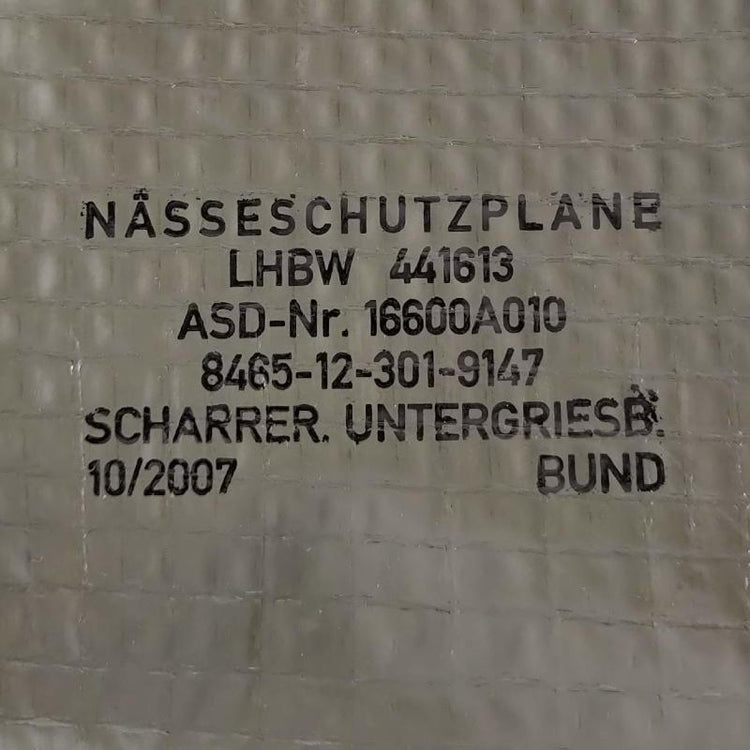 NÄSSESCHUTZPLANE
LHBW 441613
ASD-Nr. 16600A010
8465-12-301-9147
SCHARRER. UNTERGRIESB.
10/2007 BUND